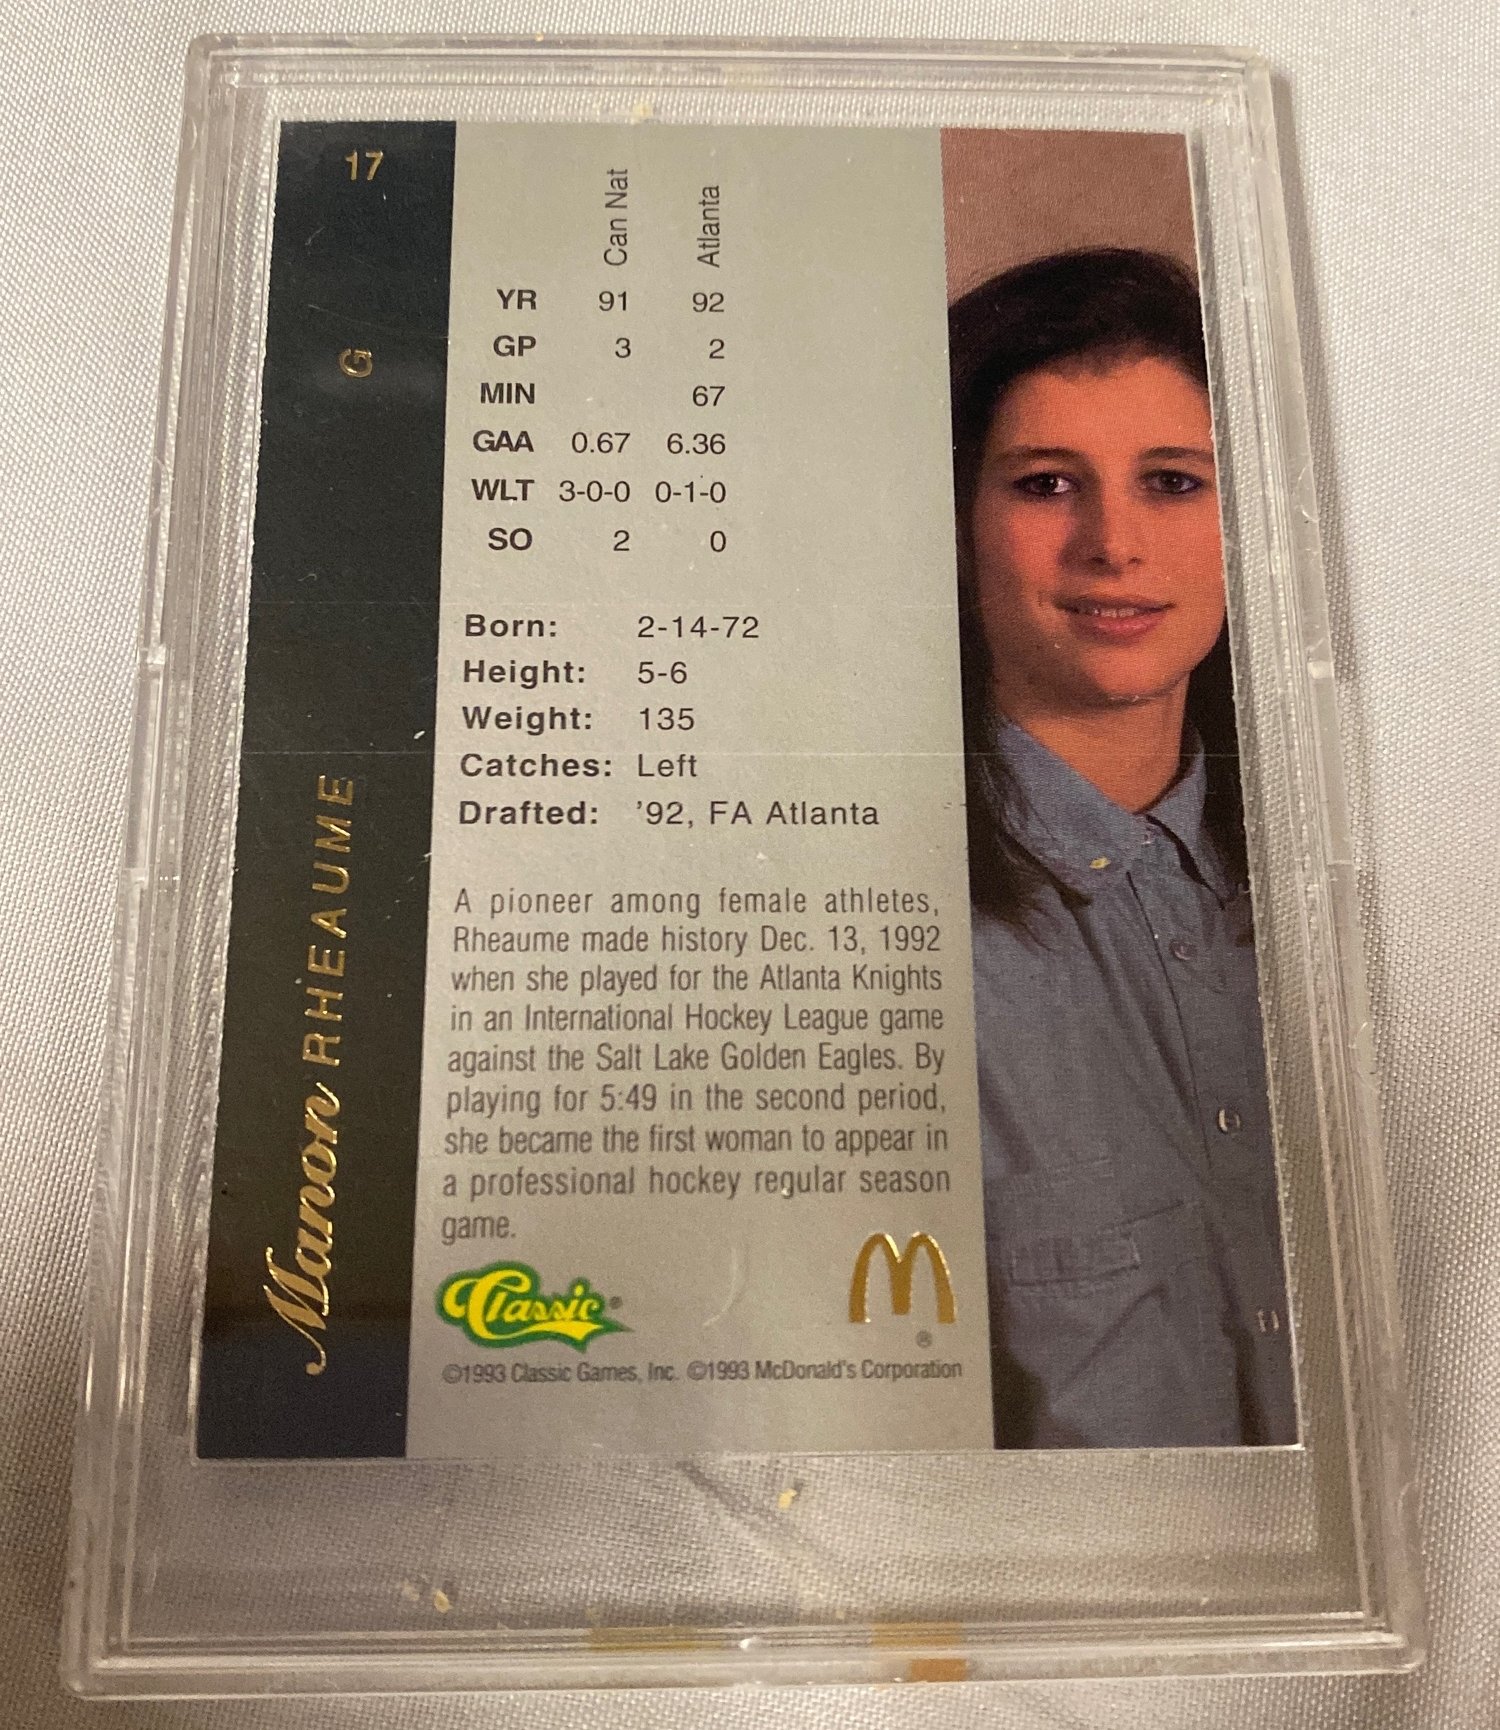 17
G
Manon RHEAUME
Can Nat Atlanta
YR 91 92
GP 3 2
MIN 67
GAA 0.67 6.36
WLT 3-0-0 0-1-0
SO 2 0
Born: 2-14-72
Height: 5-6
Weight: 135
Catches: Left
Drafted: '92, FA Atlanta
A pioneer among female athletes,
Rheaume made history Dec. 13, 1992
when she played for the Atlanta Knights
in an International Hockey League game
against the Salt Lake Golden Eagles. By
playing for 5:49 in the second period,
she became the first woman to appear in
a professional hockey regular season
game.
Classic® M®
©1993 Classic Games, Inc. ©1993 McDonald's Corporation